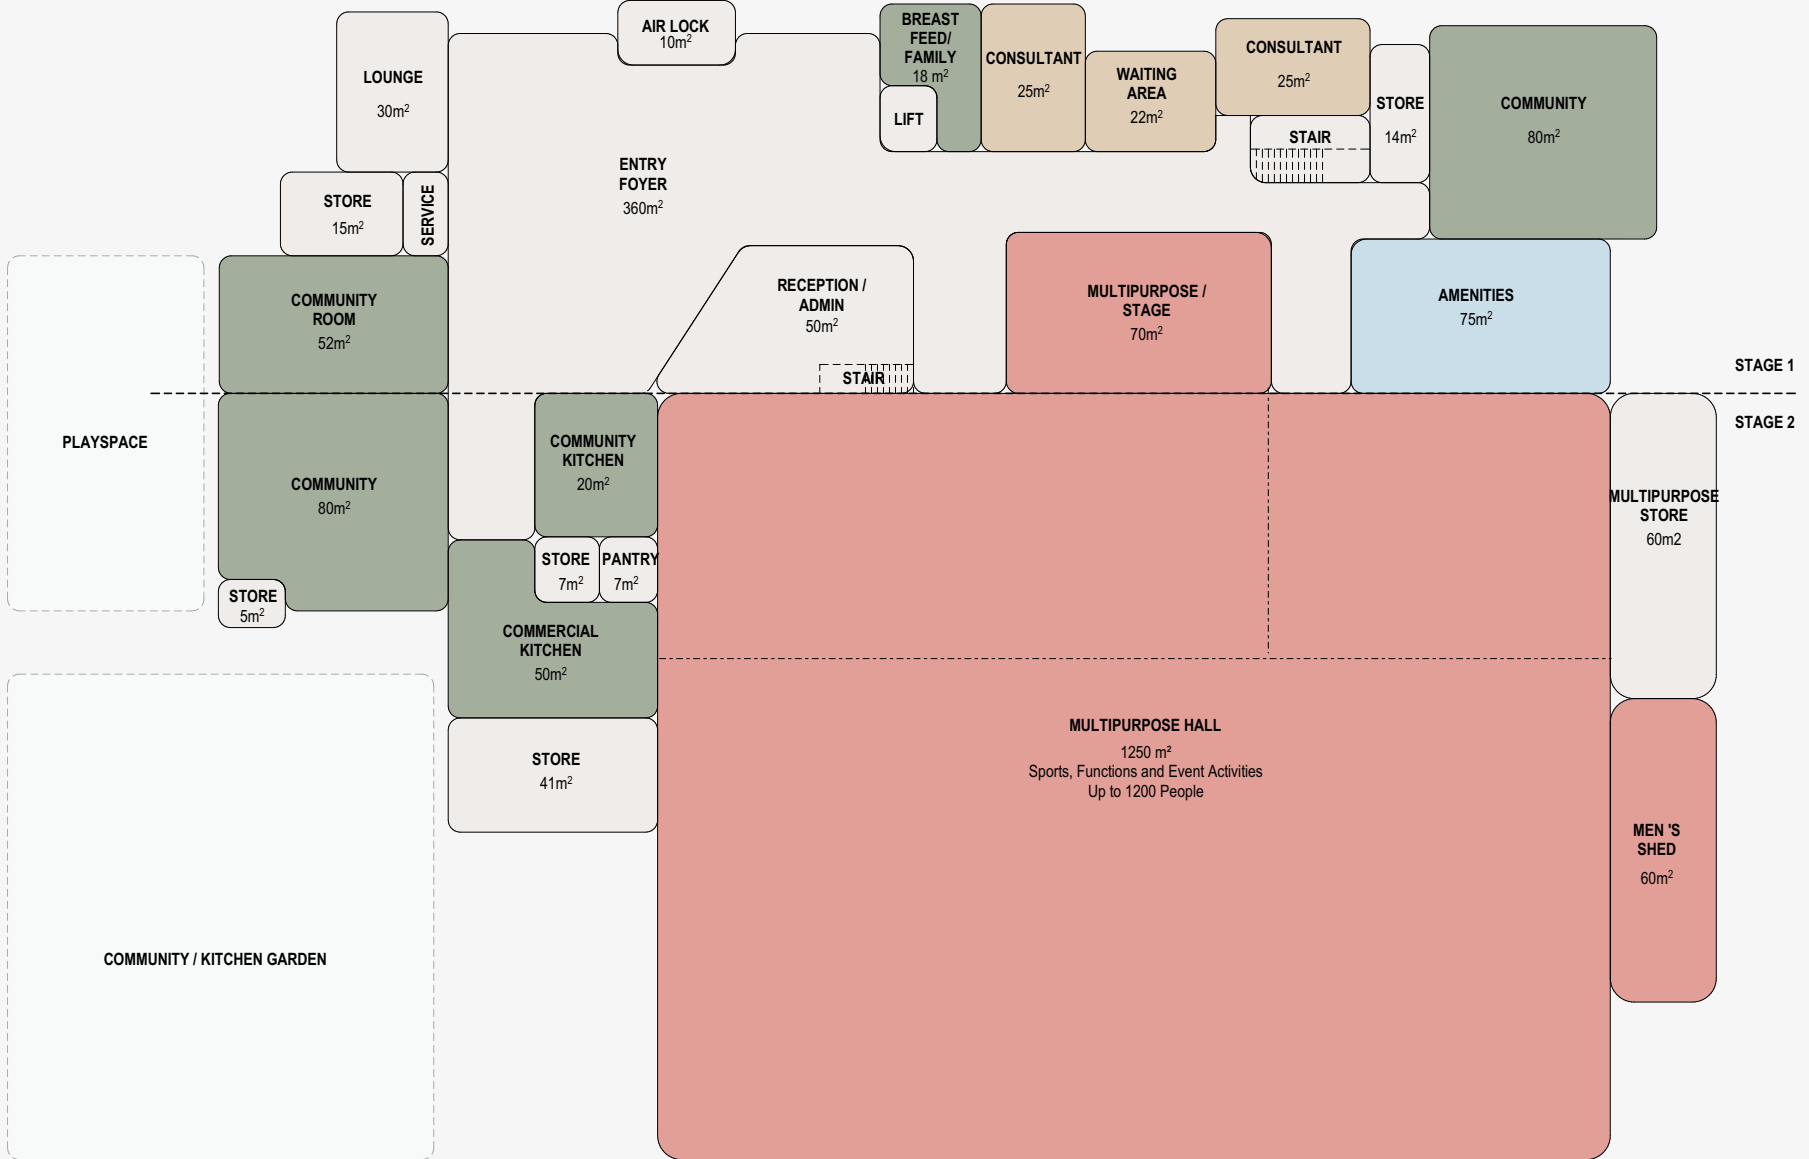 AIR LOCK
10m²
LOUNGE
30m²
BREAST
FEED/
FAMILY
18 m²
LIFT
CONSULTANT
25m²
WAITING
AREA
22m²
CONSULTANT
25m²
STAIR
STORE
14m²
COMMUNITY
80m²
ENTRY
FOYER
360m²
STORE
15m²
SERVICE
COMMUNITY
ROOM
52m²
RECEPTION /
ADMIN
50m²
STAIR
MULTIPURPOSE /
STAGE
70m²
AMENITIES
75m²
STAGE 1
STAGE 2
PLAYSPACE
COMMUNITY
80m²
STORE
5m²
COMMUNITY
KITCHEN
20m²
STORE
7m²
PANTRY
7m²
COMMERCIAL
KITCHEN
50m²
STORE
41m²
MULTIPURPOSE
STORE
60m2
MULTIPURPOSE HALL
1250 m²
Sports, Functions and Event Activities
Up to 1200 People
MEN 'S
SHED
60m²
COMMUNITY / KITCHEN GARDEN